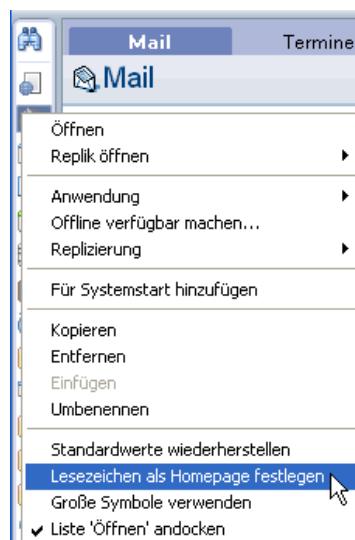 Mail Termine
Mail
Öffnen
Replik öffnen
Anwendung
Offline verfügbar machen...
Replizierung
Für Systemstart hinzufügen
Kopieren
Entfernen
Einfügen
Umbenennen
Standardwerte wiederherstellen
Lesezeichen als Homepage festlegen
Große Symbole verwenden
Liste 'Öffnen' andocken